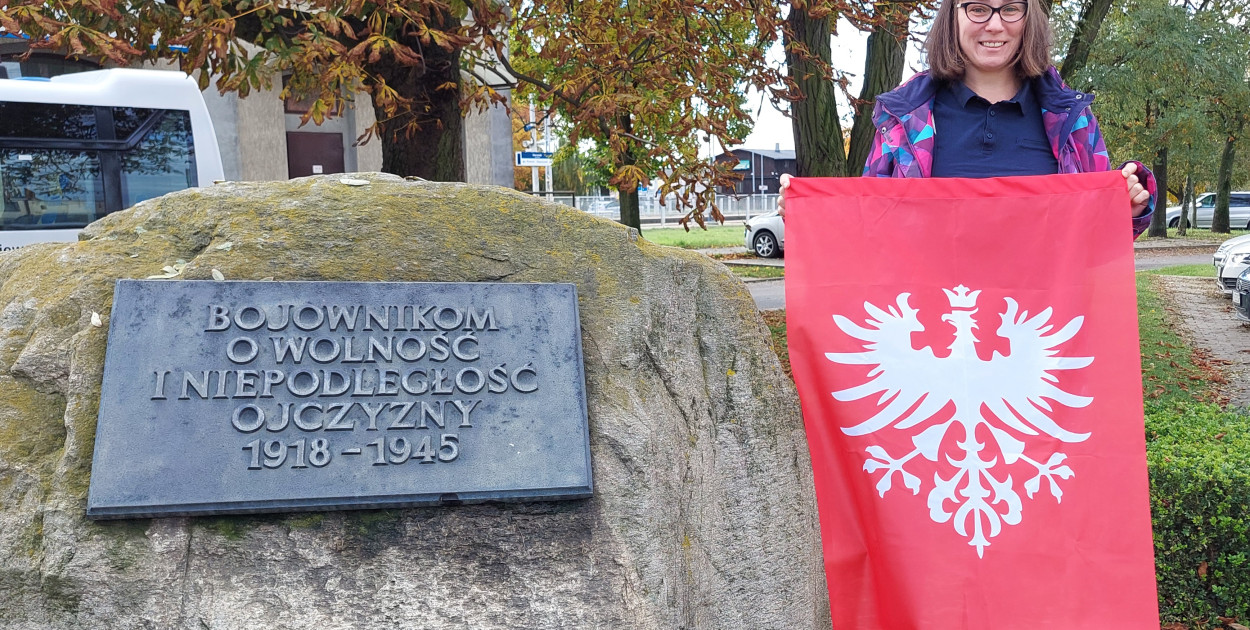 BOJOWNIKOM
O WOLNOŚĆ
I NIEPODLEGŁOŚĆ
OJCZYZNY
1918 – 1945